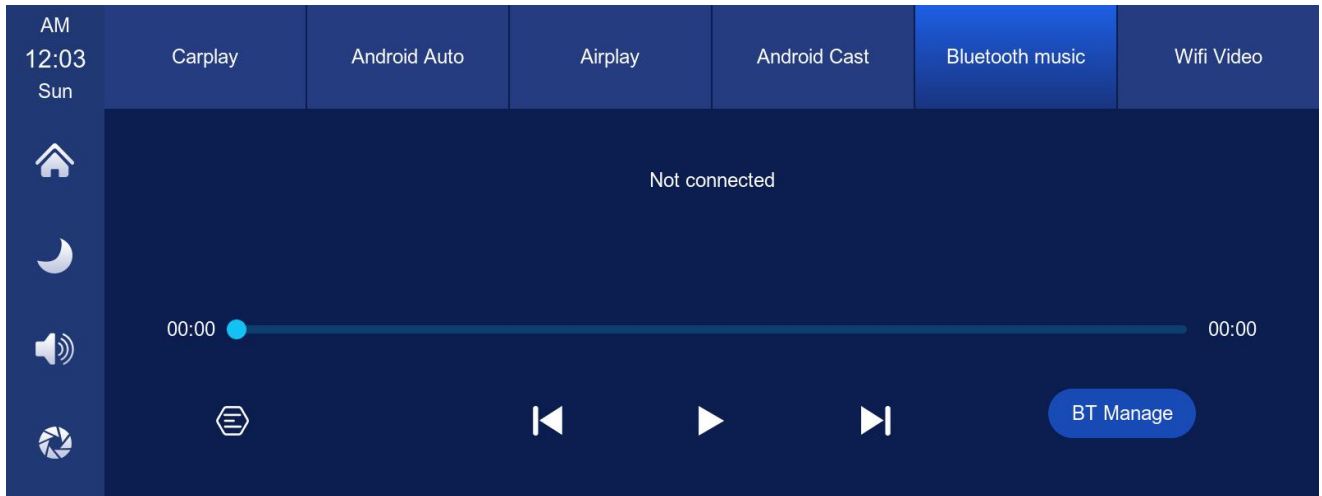 AM
12:03
Sun
Carplay
Android Auto
Airplay
Android Cast
Bluetooth music
Wifi Video
Not connected
00:00
00:00
BT Manage